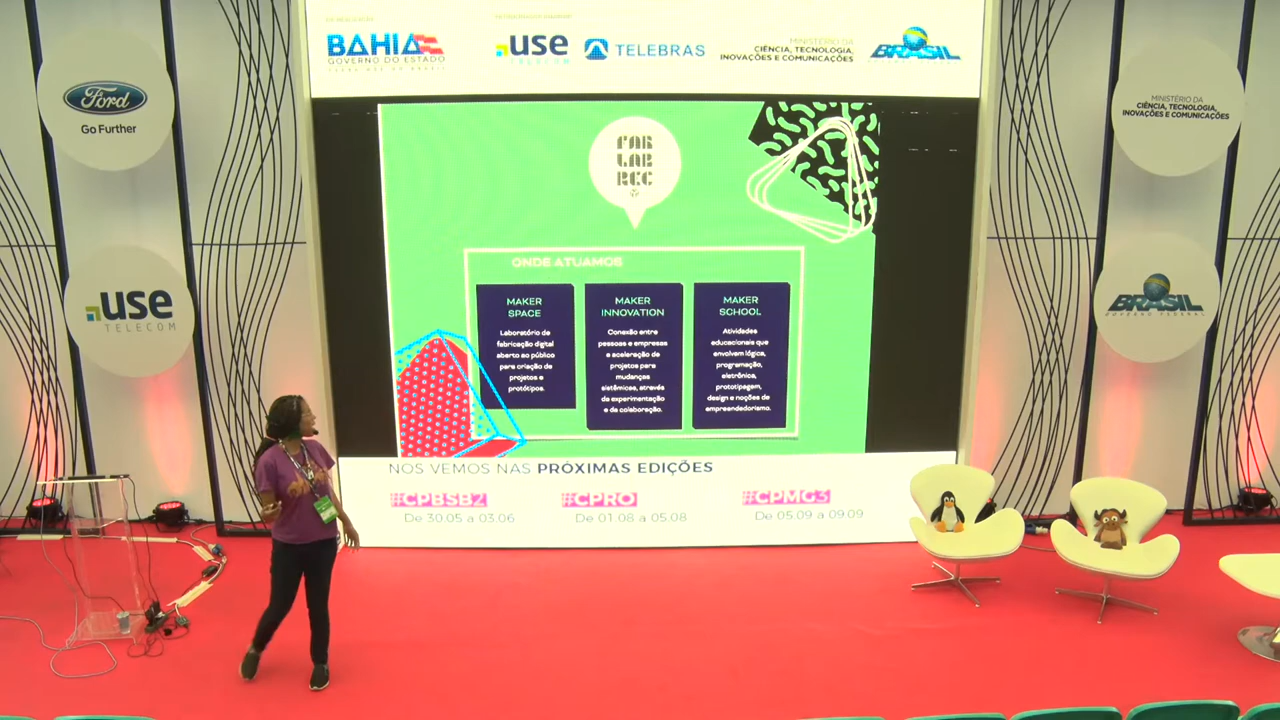 BAHIA
GOVERNO DO ESTADO
USE
TELECOM
TELEBRAS
MINISTÉRIO DA
CIÊNCIA, TECNOLOGIA,
INOVAÇÕES E COMUNICAÇÕES
BRASIL
Ford
Go Further
USE
TELECOM
MINISTÉRIO DA
CIÊNCIA, TECNOLOGIA,
INOVAÇÕES E COMUNICAÇÕES
BRASIL
GOVERNO FEDERAL
FAB
LAB
REC
ONDE ATUAMOS
MAKER
SPACE
Laboratório de
fabricação digital
aberto ao público
para criação de
projetos e
protótipos.
MAKER
INNOVATION
Conexão entre
pessoas e empresas
e aceleração de
projetos para
mudanças
sistêmicas, através
da experimentação
e da colaboração.
MAKER
SCHOOL
Atividades
educacionais que
envolvem lógica,
programação,
eletrônica,
prototipagem,
design e noções de
empreendedorismo.
NOS VEMOS NAS PRÓXIMAS EDIÇÕES
#CPBSB2
De 30.05 a 03.06
#CPRO
De 01.08 a 05.08
#CPMG3
De 05.09 a 09.09